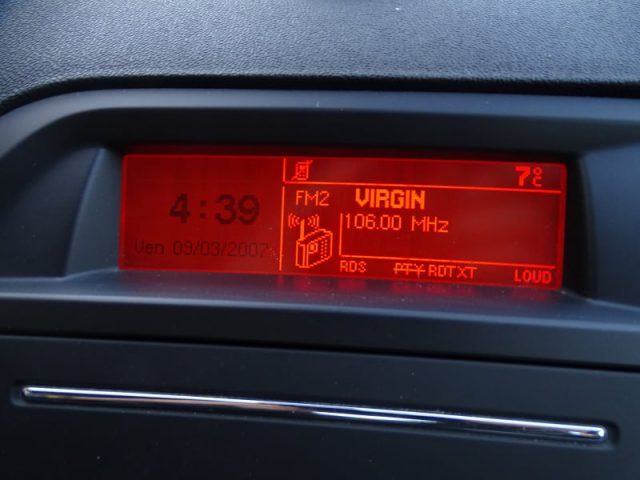 7°C
FM2 VIRGIN
4:39
106.00 MHz
Ven 09/03/2007
RDS PTY RDTXT LOUD